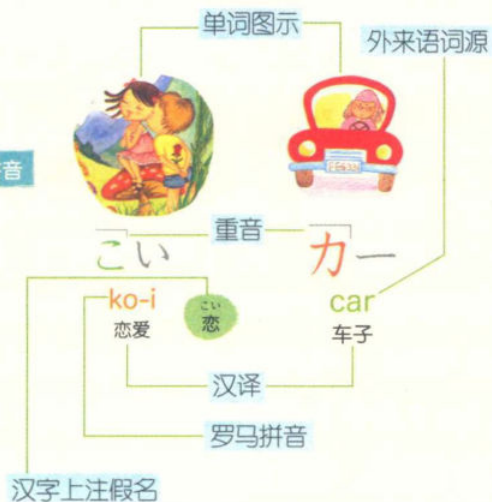 单词图示
外来语词源
音
重音
こい
カー
ko-i
こい
恋
car
恋爱
车子
汉译
罗马拼音
汉字上注假名